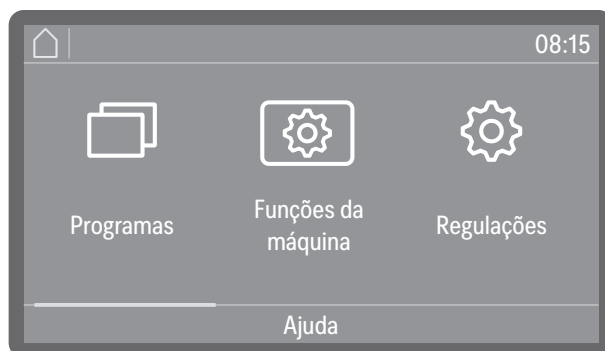 08:15
Programas
Funções da
máquina
Regulações
Ajuda